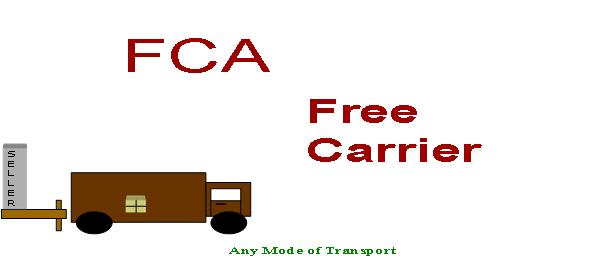 FCA
Free
Carrier
SELLER
Any Mode of Transport